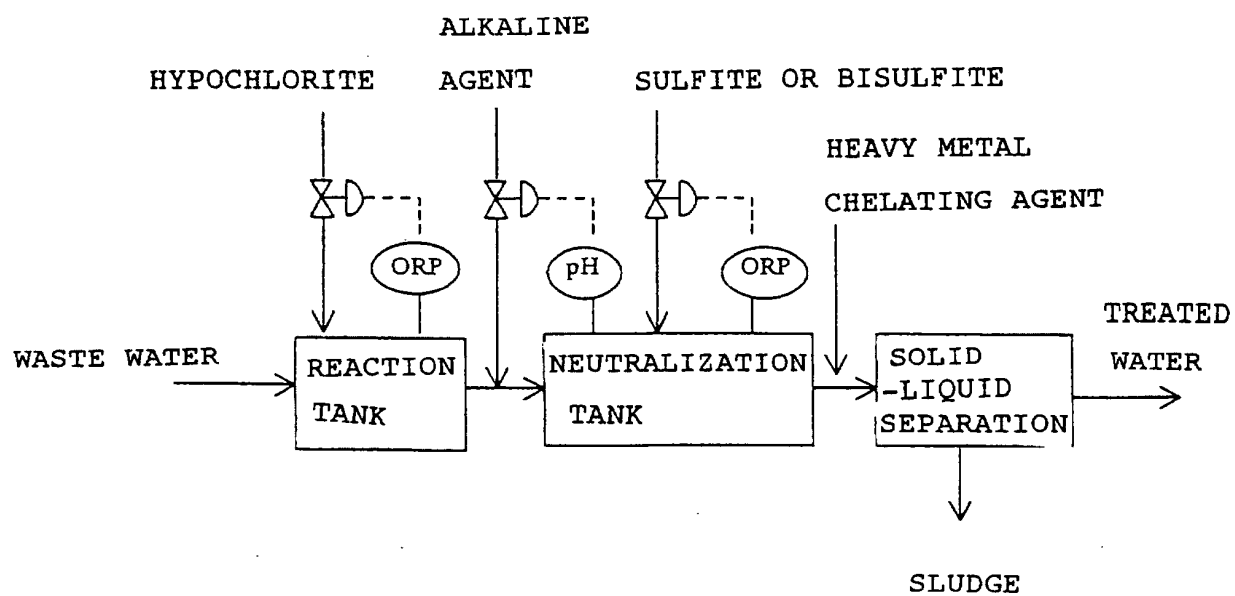 ALKALINE
HYPOCHLORITE AGENT SULFITE OR BISULFITE
HEAVY METAL
CHELATING AGENT
ORP pH ORP
TREATED
WATER
WASTE WATER
REACTION
TANK
NEUTRALIZATION
TANK
SOLID
-LIQUID
SEPARATION
SLUDGE